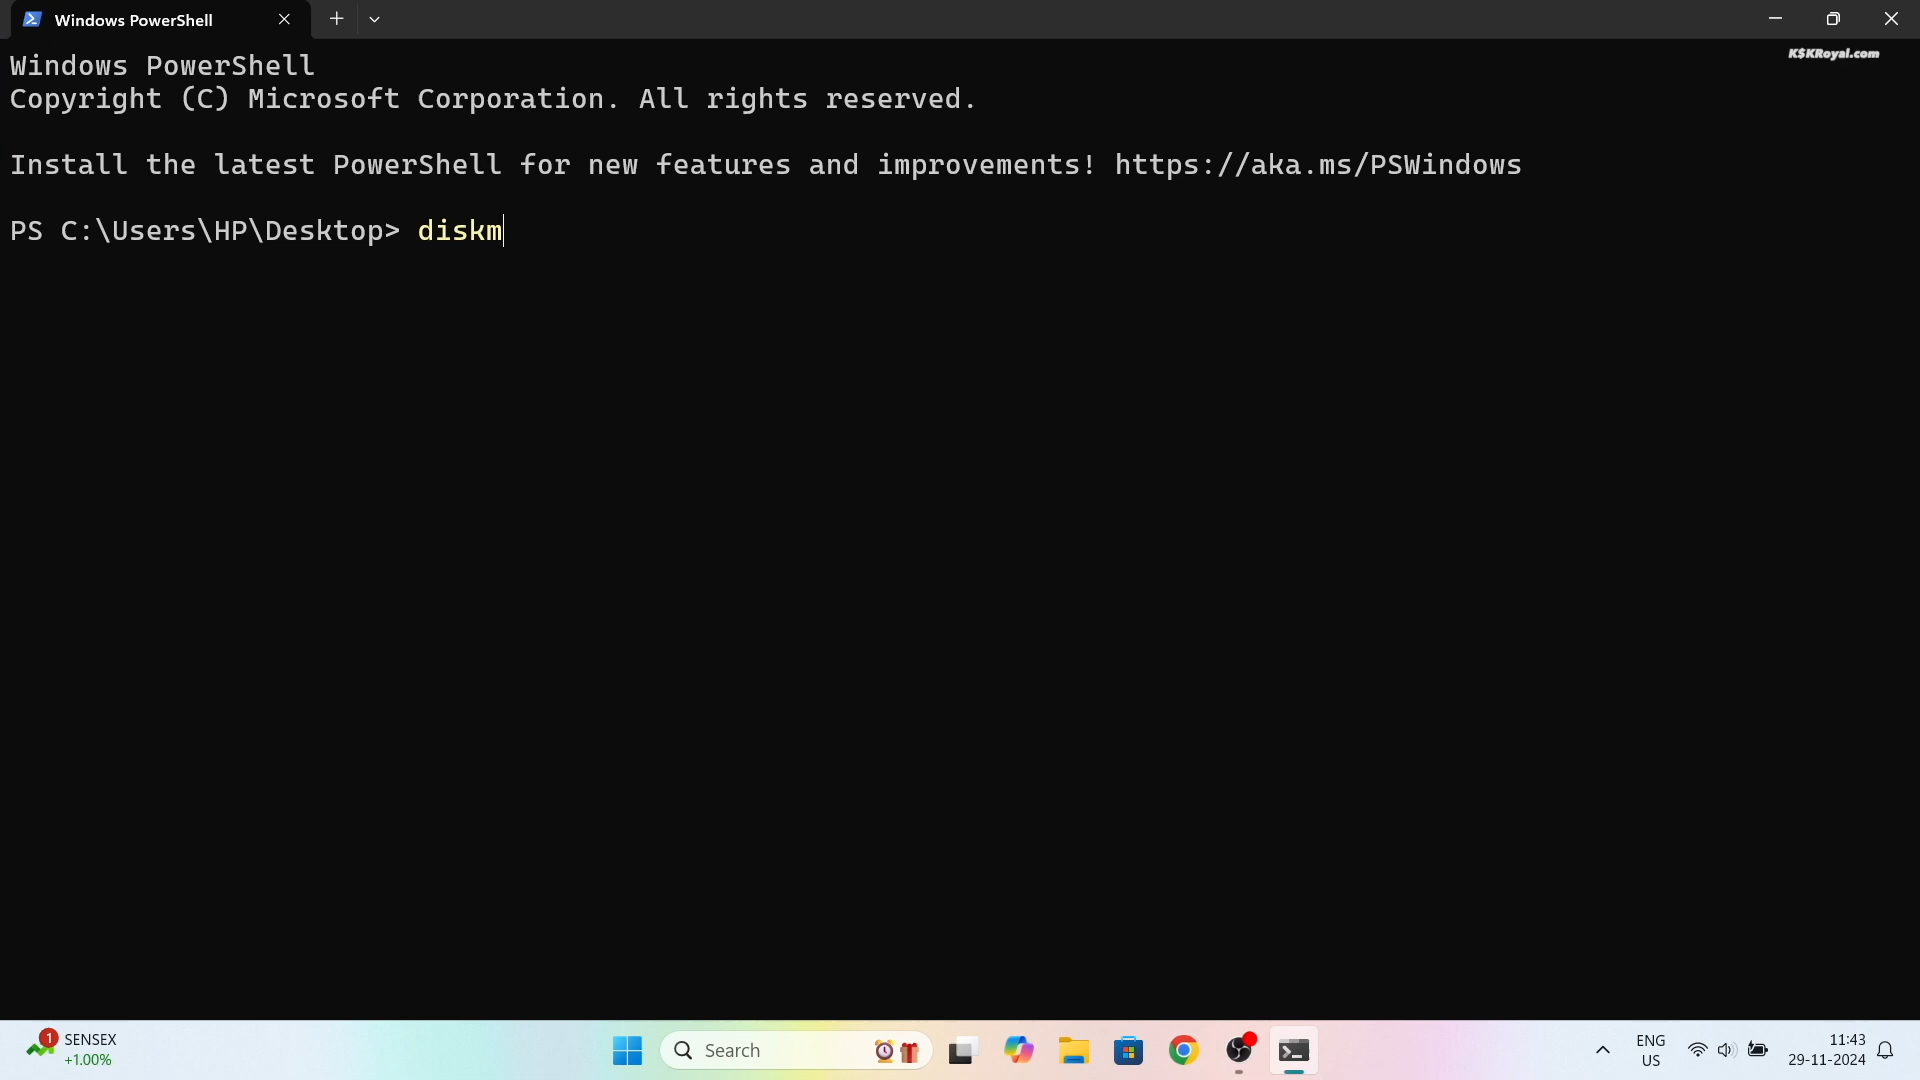 Windows PowerShell
K$KRoyal.com
Windows PowerShell
Copyright (C) Microsoft Corporation. All rights reserved.
Install the latest PowerShell for new features and improvements! https://aka.ms/PSWindows
PS C:\Users\HP\Desktop> diskm
1
SENSEX
+1.00%
Search
ENG
US
11:43
29-11-2024